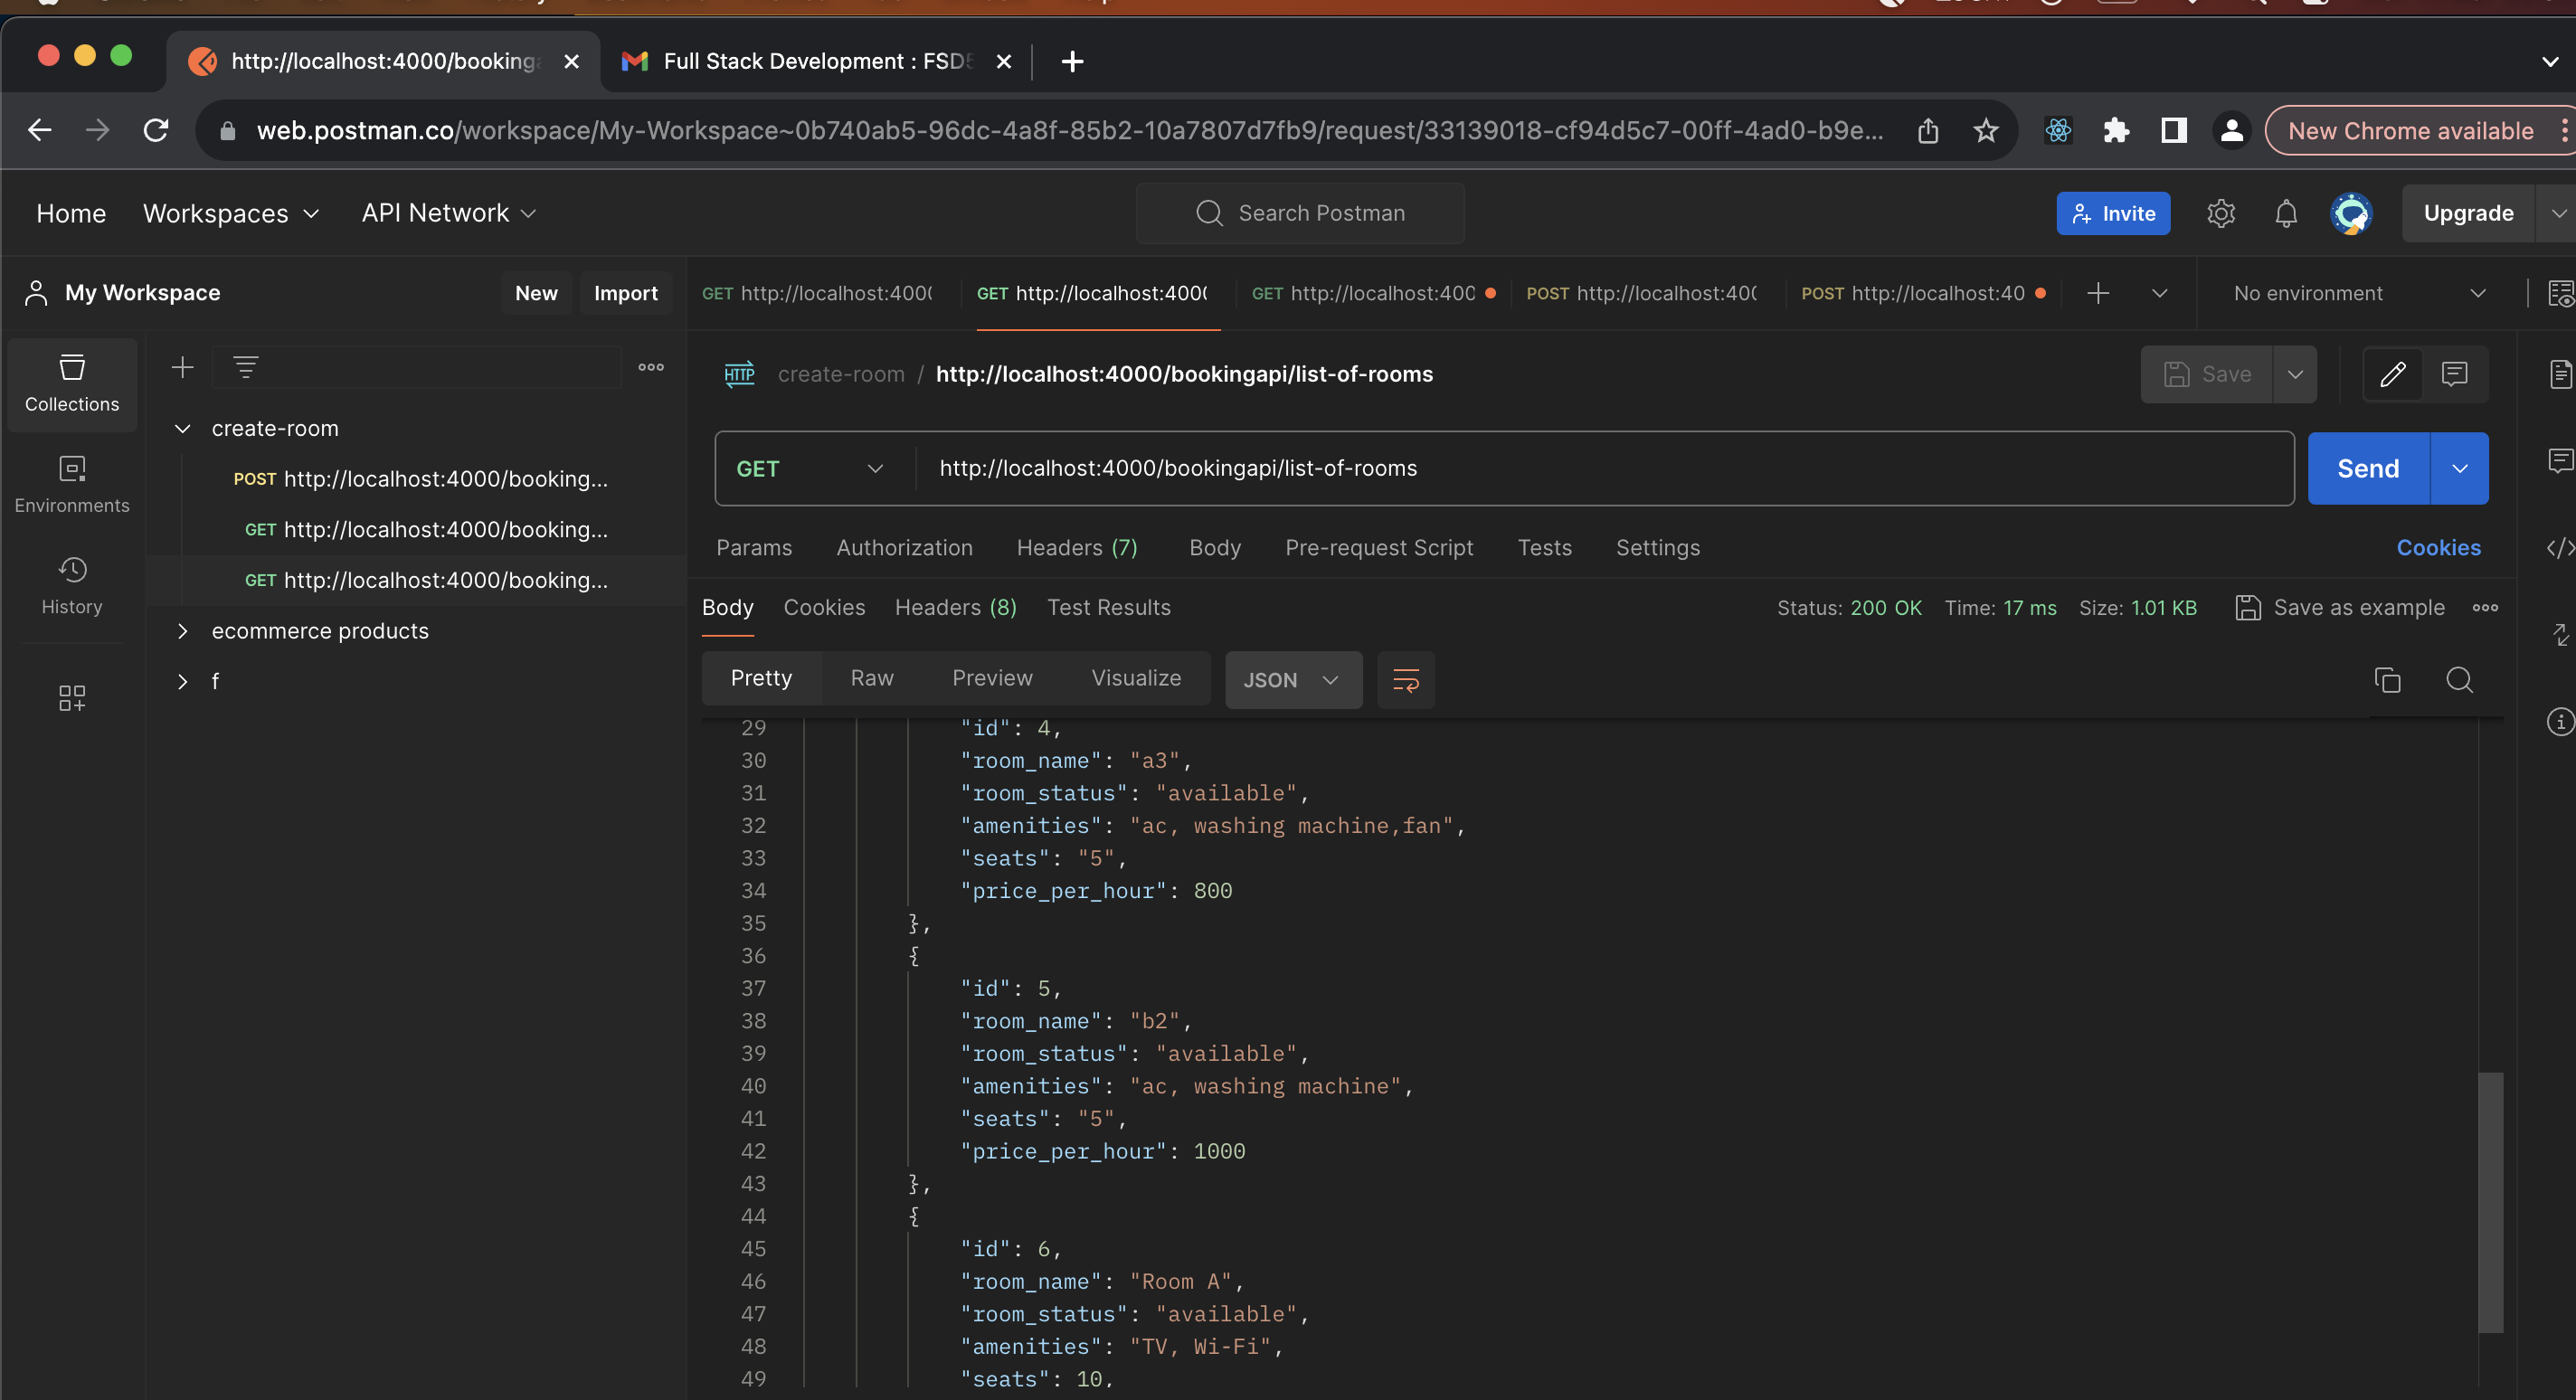 http://localhost:4000/booking
Full Stack Development : FSD5
web.postman.co/workspace/My-Workspace~0b740ab5-96dc-4a8f-85b2-10a7807d7fb9/request/33139018-cf94d5c7-00ff-4ad0-b9e...
New Chrome available
Home Workspaces API Network
Search Postman
Invite
Upgrade
My Workspace
New Import
GET http://localhost:400
GET http://localhost:400
GET http://localhost:400
POST http://localhost:40
POST http://localhost:40
No environment
Collections
Environments
History
create-room
POST http://localhost:4000/booking...
GET http://localhost:4000/booking...
GET http://localhost:4000/booking...
ecommerce products
f
HTTP create-room / http://localhost:4000/bookingapi/list-of-rooms
Save
GET http://localhost:4000/bookingapi/list-of-rooms
Send
Params Authorization Headers (7) Body Pre-request Script Tests Settings
Cookies
Body Cookies Headers (8) Test Results
Status: 200 OK Time: 17 ms Size: 1.01 KB Save as example
Pretty Raw Preview Visualize JSON
29 "id": 4,
30 "room_name": "a3",
31 "room_status": "available",
32 "amenities": "ac, washing machine,fan",
33 "seats": "5",
34 "price_per_hour": 800
35 },
36 {
37 "id": 5,
38 "room_name": "b2",
39 "room_status": "available",
40 "amenities": "ac, washing machine",
41 "seats": "5",
42 "price_per_hour": 1000
43 },
44 {
45 "id": 6,
46 "room_name": "Room A",
47 "room_status": "available",
48 "amenities": "TV, Wi-Fi",
49 "seats": 10,